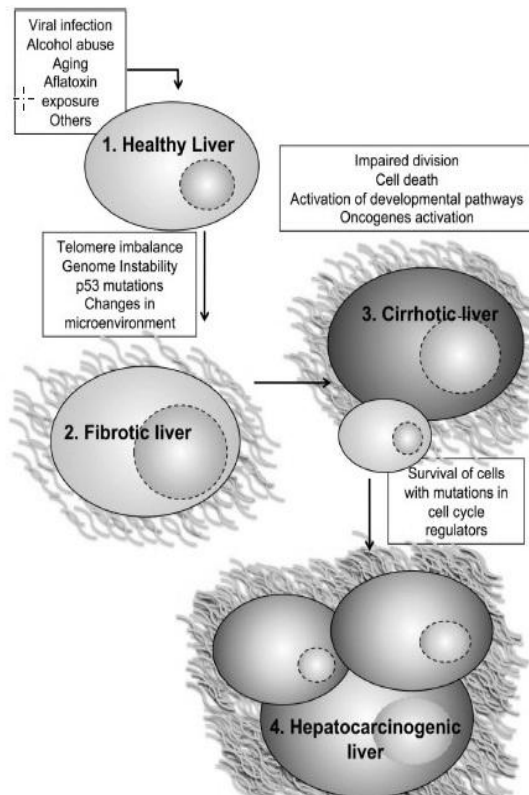 Viral infection
Alcohol abuse
Aging
Aflatoxin
exposure
Others
1. Healthy Liver
Impaired division
Cell death
Activation of developmental pathways
Oncogenes activation
Telomere imbalance
Genome Instability
p53 mutations
Changes in
microenvironment
3. Cirrhotic liver
2. Fibrotic liver
Survival of cells
with mutations in
cell cycle
regulators
4. Hepatocarcinogenic
liver